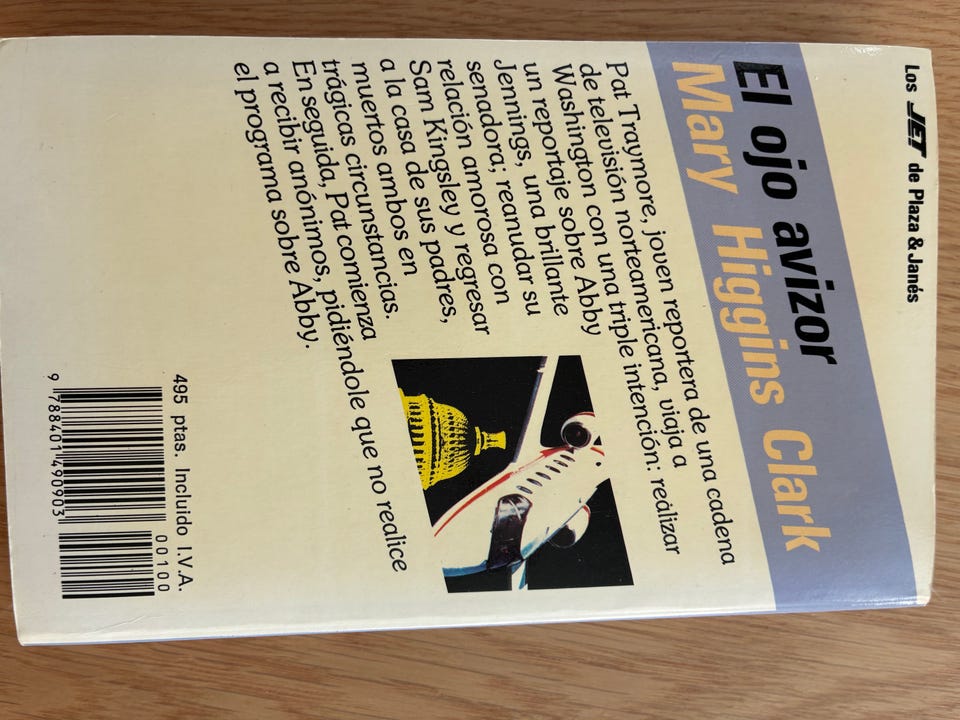 Los JET de Plaza & Janés
El ojo avizor
Mary Higgins Clark
Pat Traymore, joven reportera de una cadena
de televisión norteamericana, viaja a
Washington con una triple intención: realizar
un reportaje sobre Abby
Jennings, una brillante
senadora; reanudar su
relación amorosa con
Sam Kingsley y regresar
a la casa de sus padres,
muertos ambos en
trágicas circunstancias.
En seguida, Pat comienza
a recibir anónimos, pidiéndole que no realice
el programa sobre Abby.
495 ptas. Incluido I.V.A.
00100
9 788401 490903